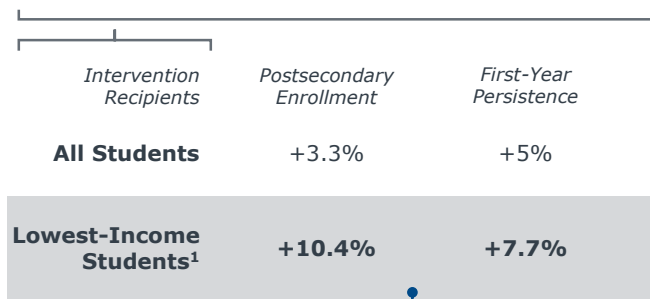 Intervention Recipients Postsecondary Enrollment First-Year Persistence
All Students +3.3% +5%
Lowest-Income Students¹ +10.4% +7.7%